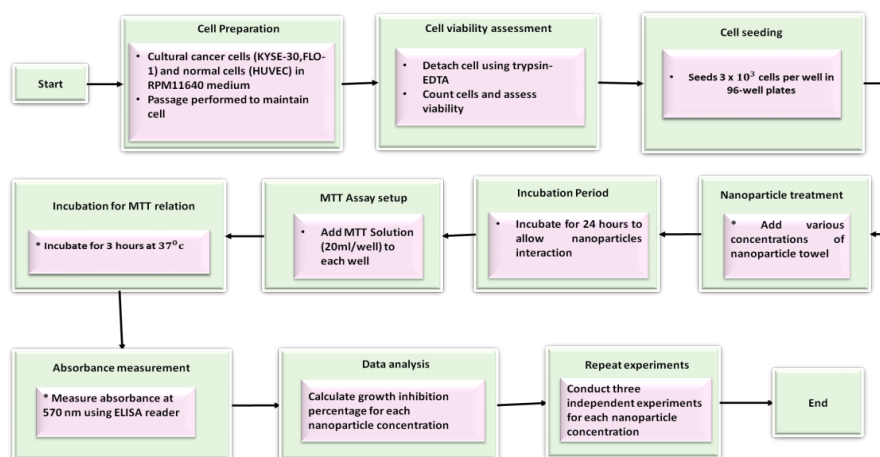 Start
Cell Preparation
• Cultural cancer cells (KYSE-30,FLO-
1) and normal cells (HUVEC) in
RPM11640 medium
• Passage performed to maintain
cell
Cell viability assessment
• Detach cell using trypsin-
EDTA
• Count cells and assess
viability
Cell seeding
• Seeds 3 x 10³ cells per well in
96-well plates
Nanoparticle treatment
* Add various
concentrations of
nanoparticle towel
Incubation Period
• Incubate for 24 hours to
allow nanoparticles
interaction
MTT Assay setup
• Add MTT Solution
(20ml/well) to
each well
Incubation for MTT relation
* Incubate for 3 hours at 37⁰c
Absorbance measurement
* Measure absorbance at
570 nm using ELISA reader
Data analysis
Calculate growth inhibition
percentage for each
nanoparticle concentration
Repeat experiments
Conduct three
independent experiments
for each nanoparticle
concentration
End